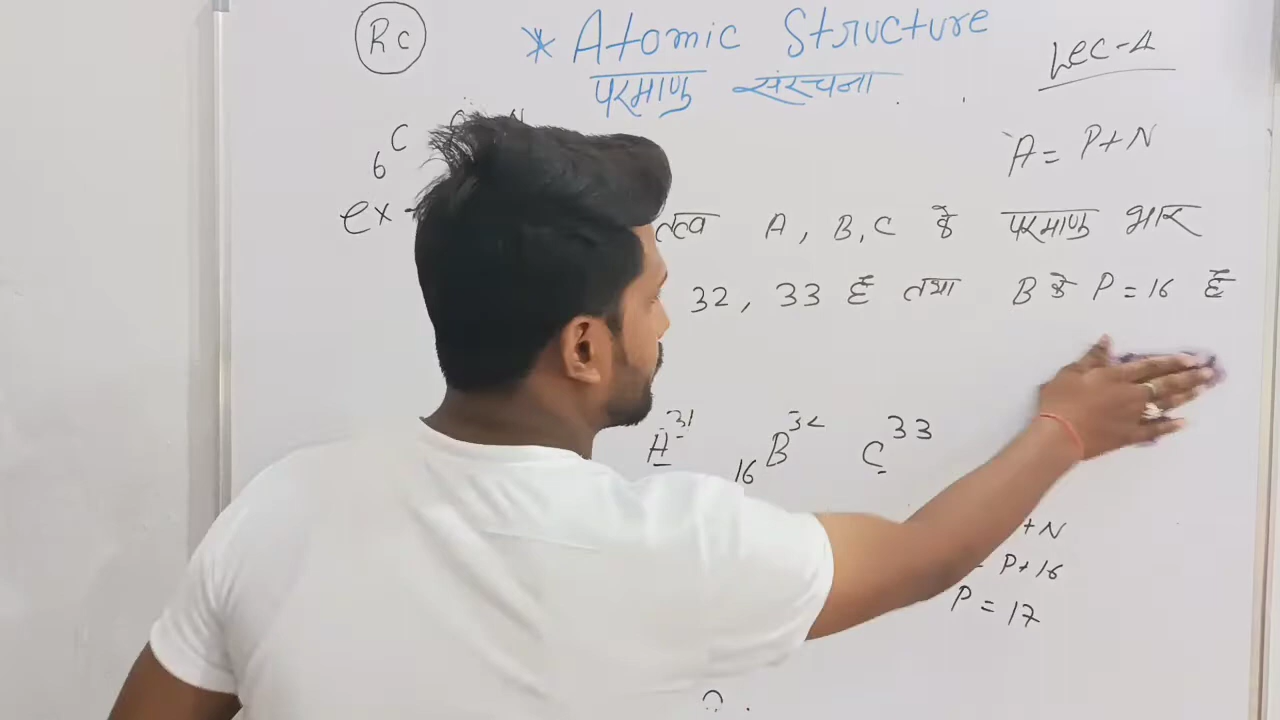 Rc
* Atomic Structure
परमाणु संरचना
Lec-4
6C
A = P+N
ex-
तत्व A, B, C के परमाणु भार
32, 33 है तथा B के P = 16 है
A31 16B32 C33
+N
= P+16
P = 17